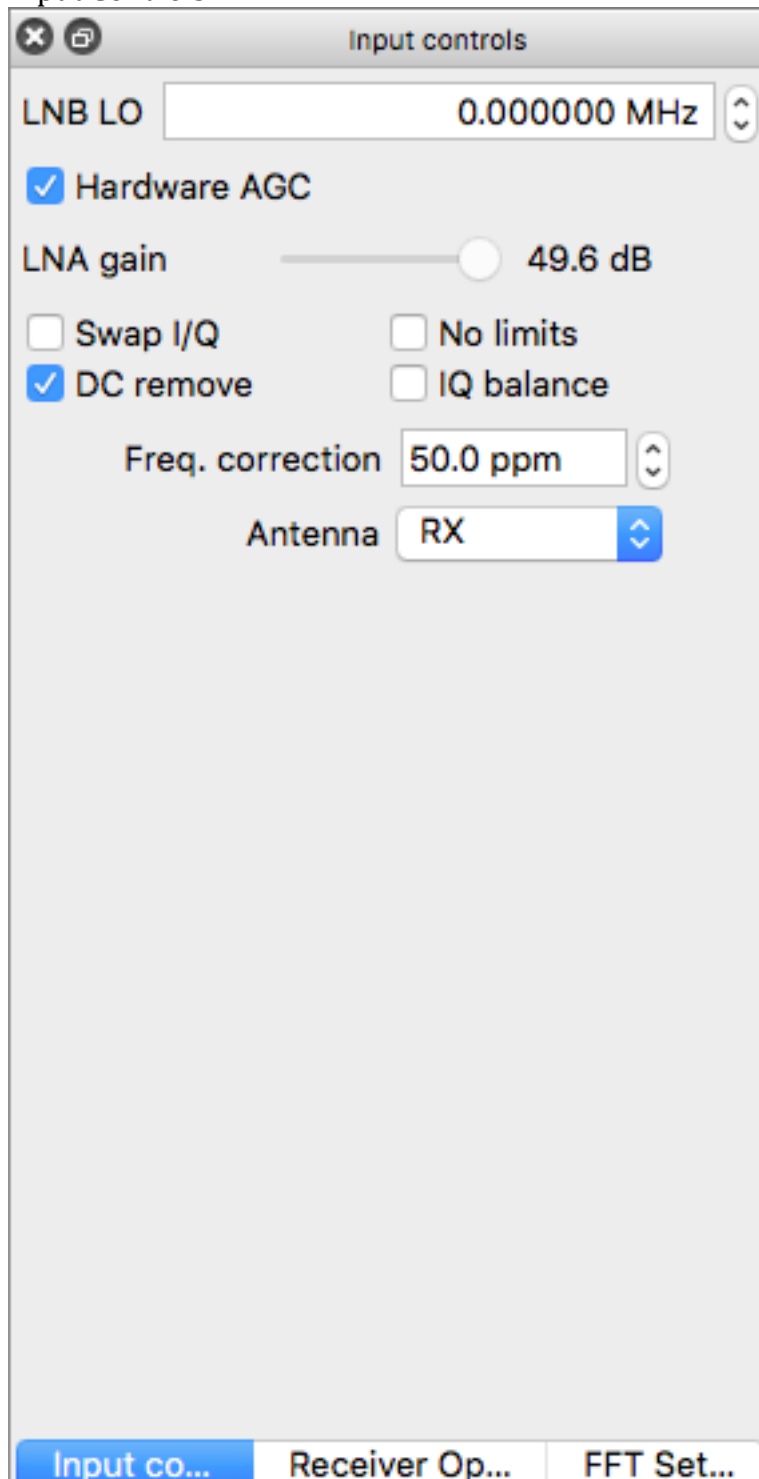 Input controls
LNB LO 0.000000 MHz
Hardware AGC
LNA gain 49.6 dB
Swap I/Q No limits
DC remove IQ balance
Freq. correction 50.0 ppm
Antenna RX
Input co... Receiver Op... FFT Set...